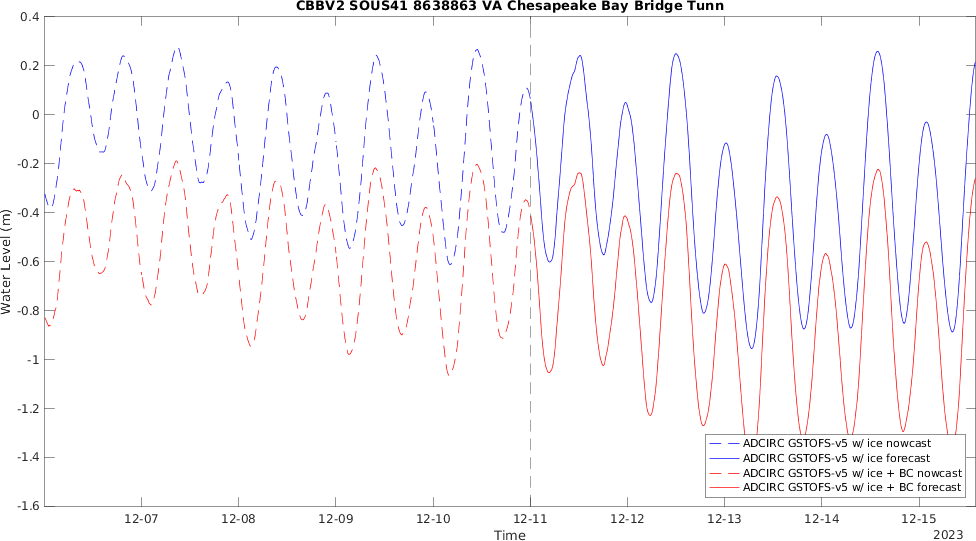 CBBV2 SOUS41 8638863 VA Chesapeake Bay Bridge Tunn
0.4
0.2
0
-0.2
-0.4
-0.6
-0.8
-1
-1.2
-1.4
-1.6
Water Level (m)
ADCIRC GSTOFS-v5 w/ ice nowcast
ADCIRC GSTOFS-v5 w/ ice forecast
ADCIRC GSTOFS-v5 w/ ice + BC nowcast
ADCIRC GSTOFS-v5 w/ ice + BC forecast
12-07 12-08 12-09 12-10 12-11 12-12 12-13 12-14 12-15
Time
2023